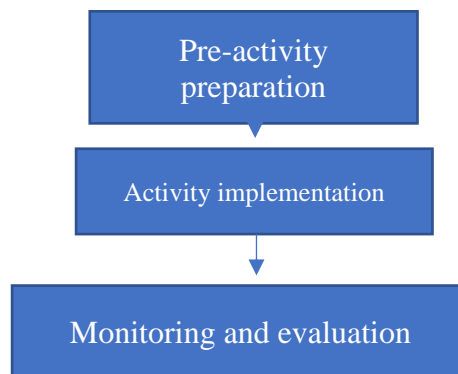 Pre-activity
preparation
Activity implementation
Monitoring and evaluation